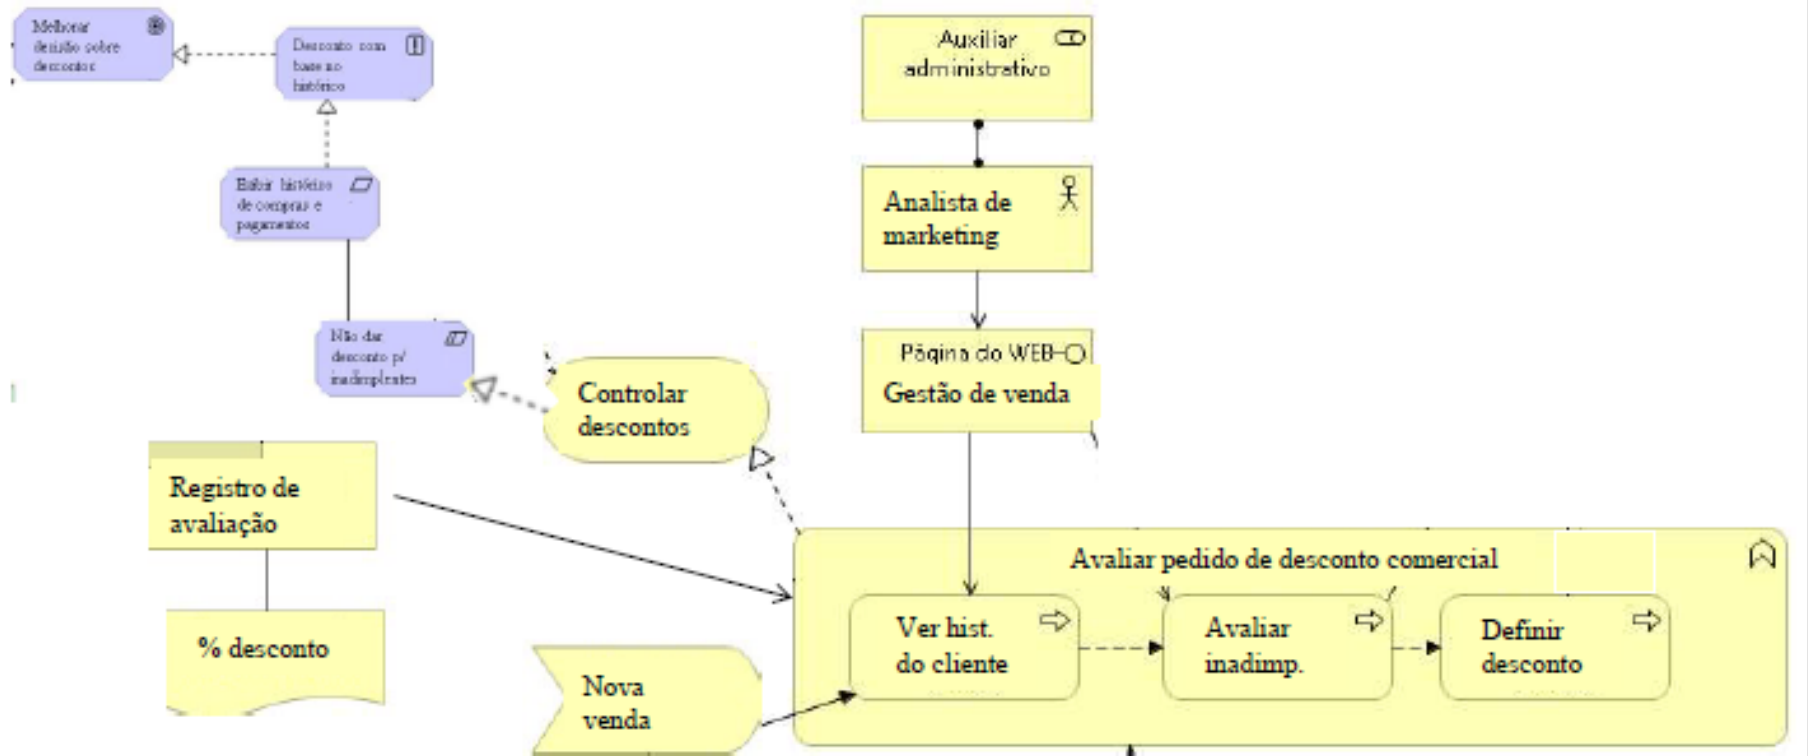 Melhorar
decisão sobre
descontos
Desconto com
base no
histórico
Auxiliar
administrativo
Exibir histórico
de compras e
pagamentos
Analista de
marketing
Não dar
desconto p/
inadimplentes
Controlar
descontos
Página do WEB
Gestão de venda
Registro de
avaliação
% desconto
Nova
venda
Avaliar pedido de desconto comercial
Ver hist.
do cliente
Avaliar
inadimp.
Definir
desconto